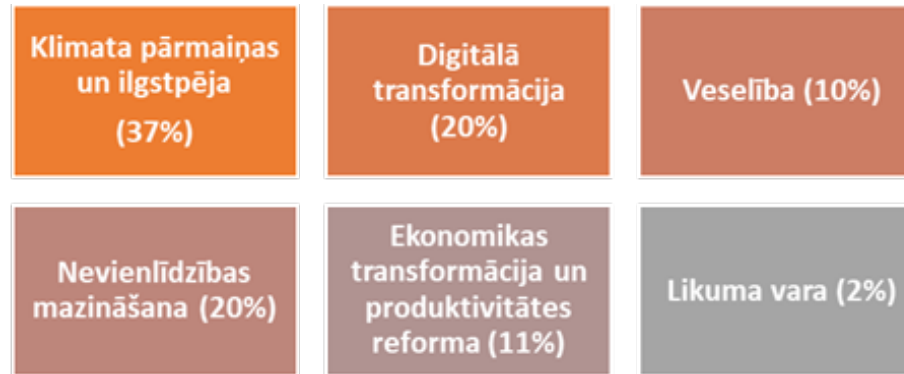 Klimata pārmaiņas
un ilgstpēja
(37%)
Digitālā
transformācija
(20%)
Veselība (10%)
Nevienlīdzības
mazināšana (20%)
Ekonomikas
transformācija un
produktivitātes
reforma (11%)
Likuma vara (2%)